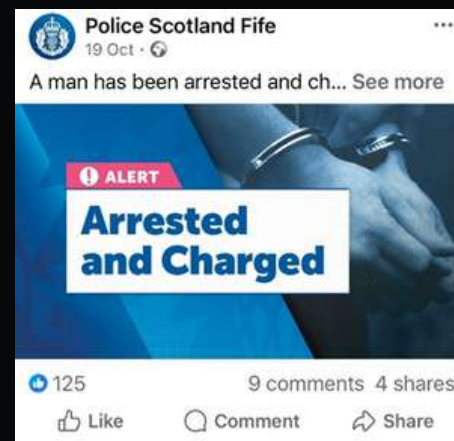 Police Scotland Fife
19 Oct ·
A man has been arrested and ch... See more
ALERT
Arrested
and Charged
125 9 comments 4 shares
Like Comment Share